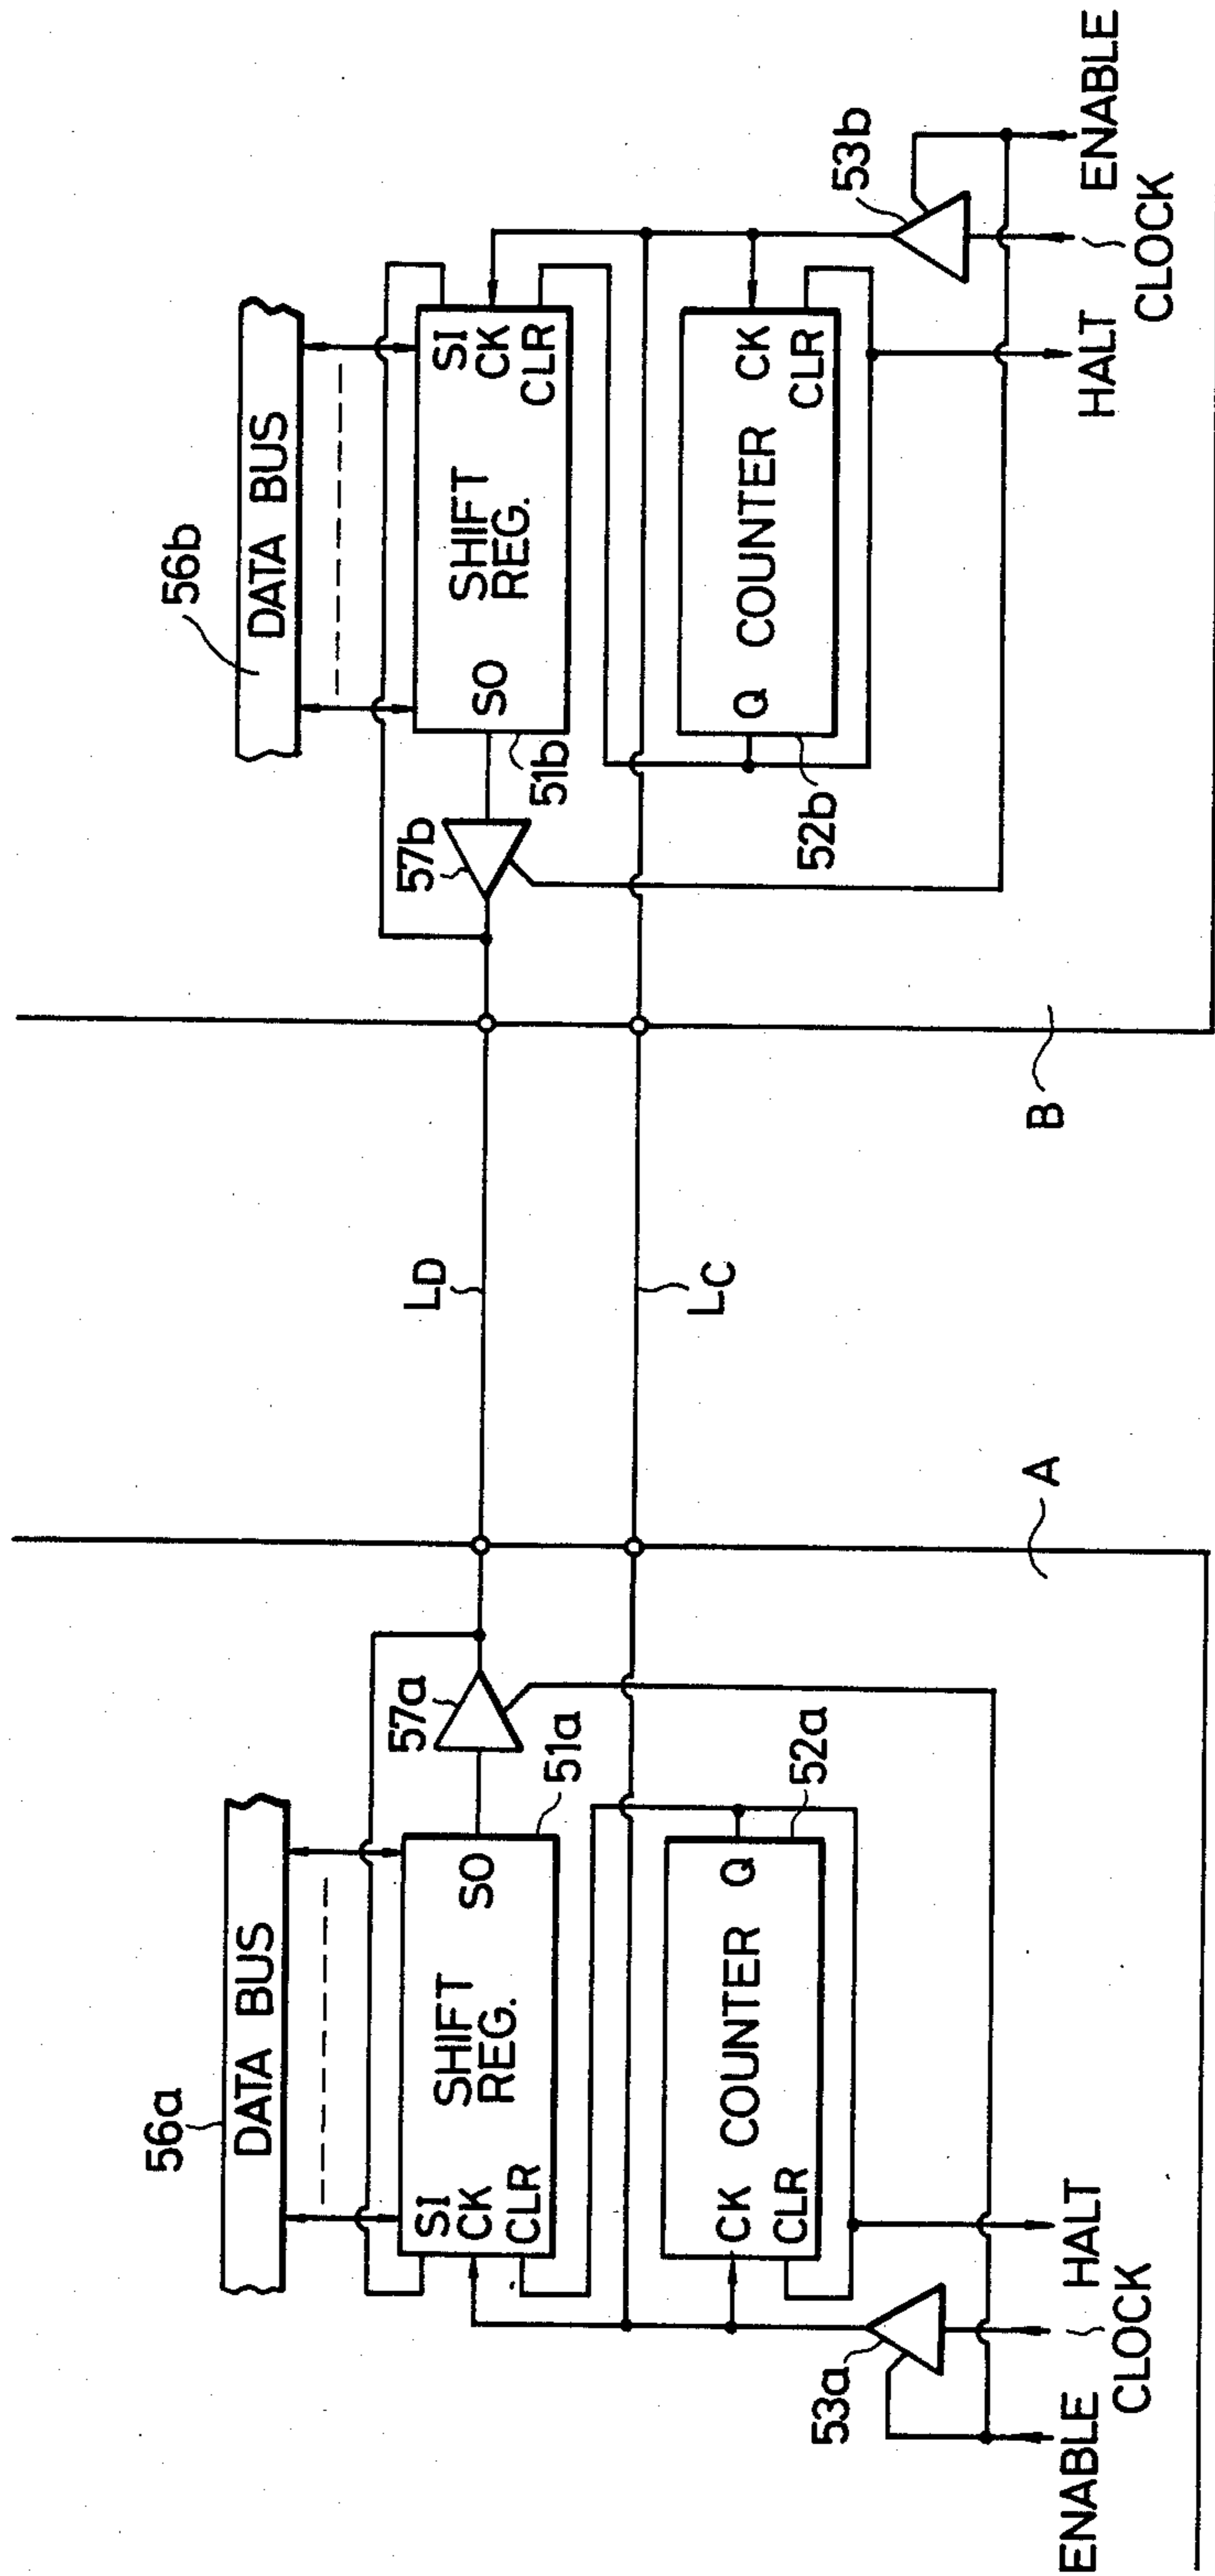 56a
DATA BUS
SI
CK
CLR
SHIFT
REG.
SO
51a
57a
CK
COUNTER
Q
CLR
52a
53a
ENABLE
CLOCK
HALT
A
LD
LC
B
56b
DATA BUS
57b
SO
SHIFT
REG.
SI
CK
CLR
51b
Q
COUNTER
CK
CLR
52b
53b
HALT
CLOCK
ENABLE